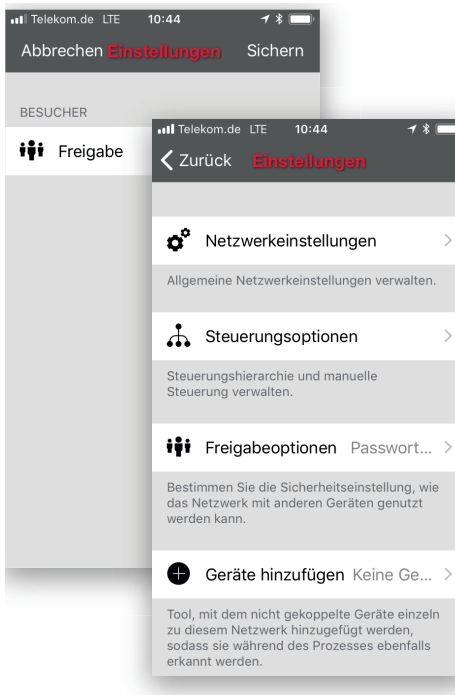 Telekom.de LTE 10:44
Abbrechen Einstellungen Sichern
BESUCHER
Freigabe
Telekom.de LTE 10:44
Zurück Einstellungen
Netzwerkeinstellungen
Allgemeine Netzwerkeinstellungen verwalten.
Steuerungsoptionen
Steuerungshierarchie und manuelle
Steuerung verwalten.
Freigabeoptionen Passwort...
Bestimmen Sie die Sicherheitseinstellung, wie
das Netzwerk mit anderen Geräten genutzt
werden kann.
Geräte hinzufügen Keine Ge...
Tool, mit dem nicht gekoppelte Geräte einzeln
zu diesem Netzwerk hinzugefügt werden,
sodass sie während des Prozesses ebenfalls
erkannt werden.